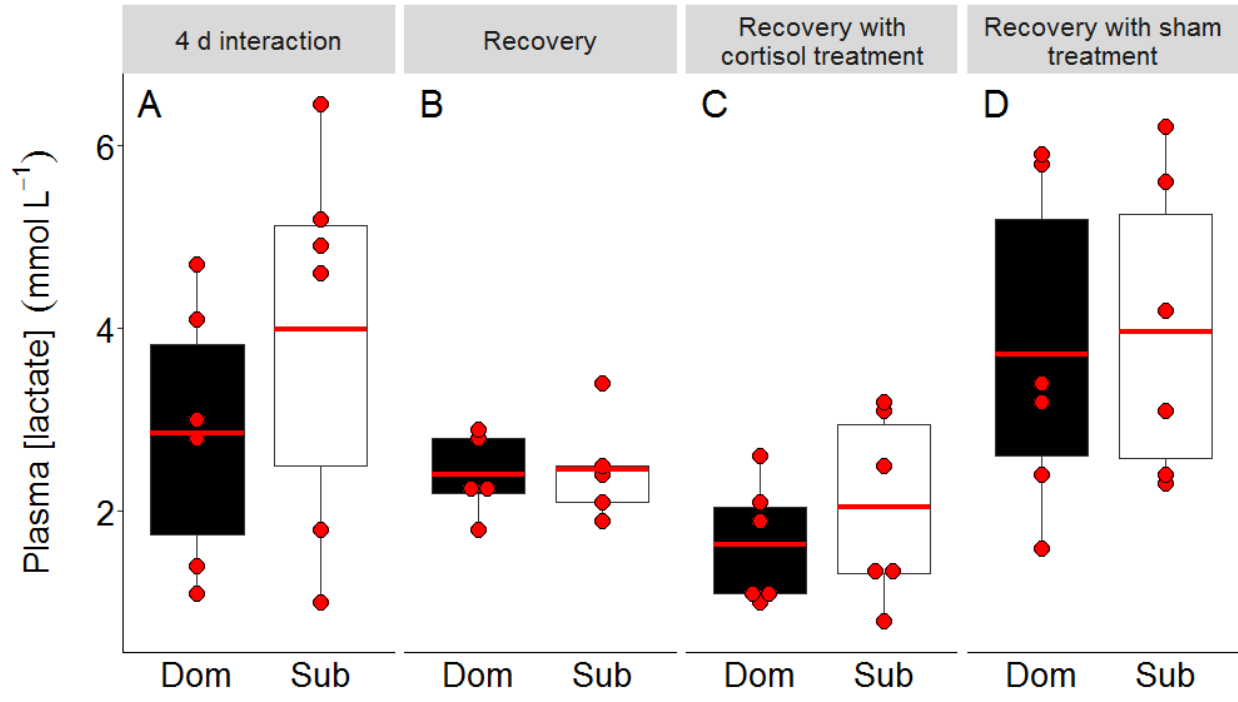 4 d interaction
Recovery
Recovery with
cortisol treatment
Recovery with sham
treatment
A
B
C
D
Plasma [lactate] (mmol L⁻¹)
6
4
2
Dom
Sub
Dom
Sub
Dom
Sub
Dom
Sub